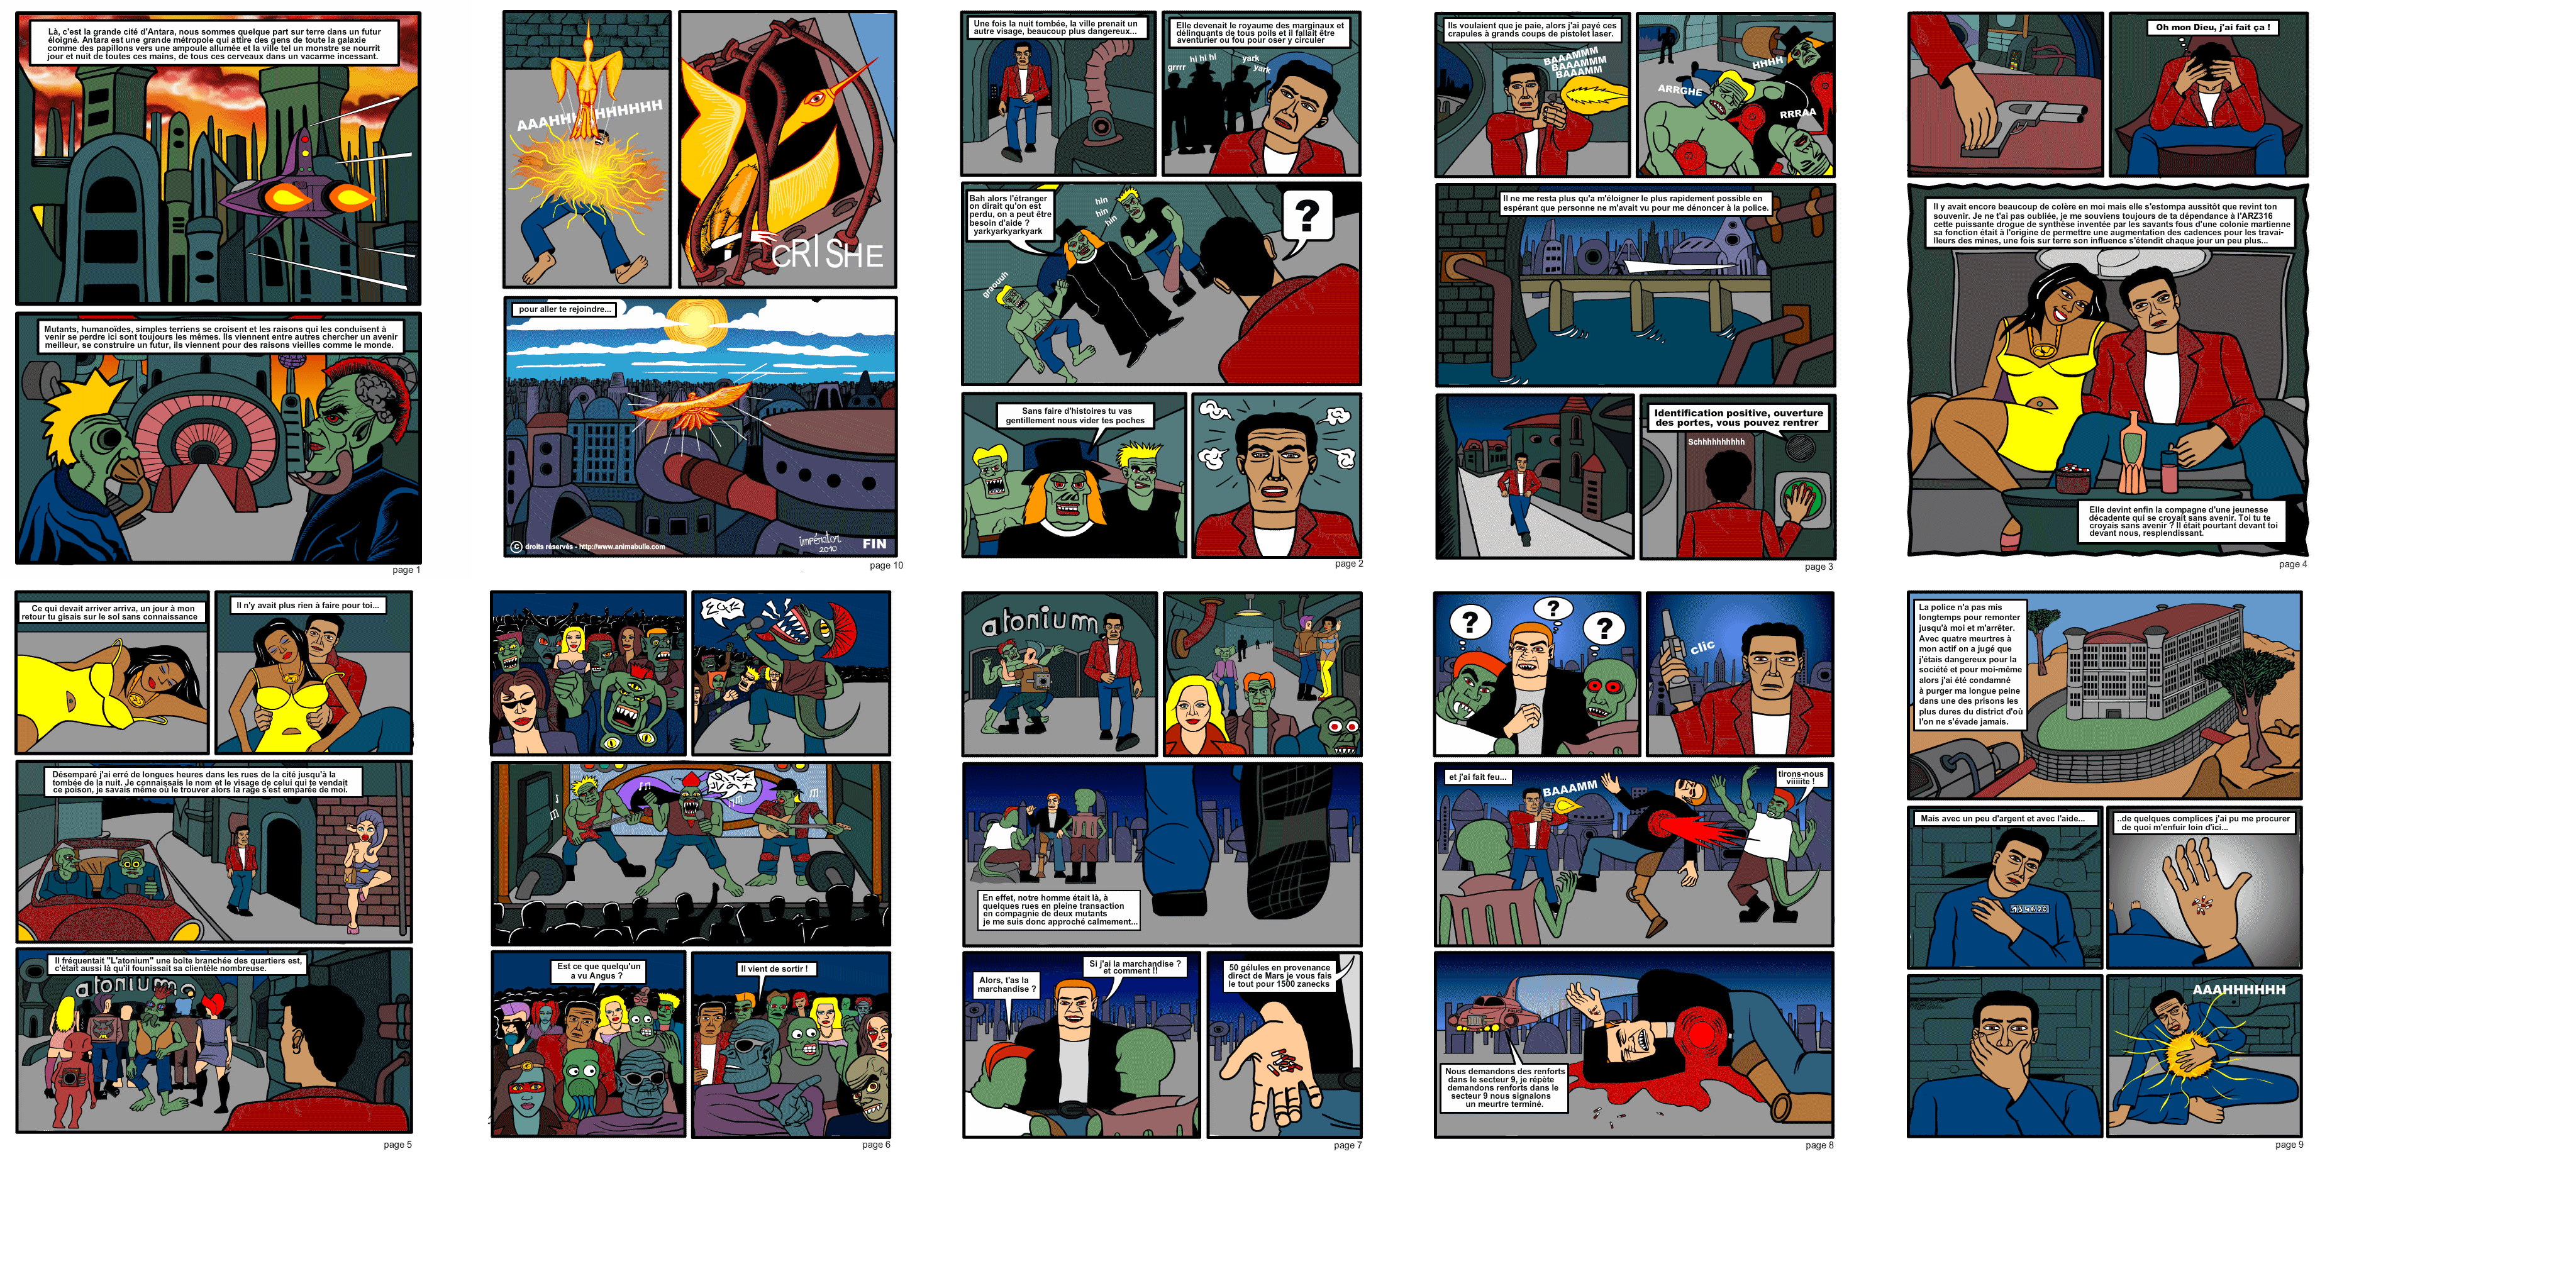 Là, c'est la grande cité d'Antara, nous sommes quelque part sur terre dans un futur
éloigné. Antara est une grande métropole qui attire des gens de toute la galaxie
comme des papillons vers une ampoule allumée et la ville tel un monstre se nourrit
jour et nuit de toutes ces mains, de tous ces cerveaux dans un vacarme incessant.
Mutants, humanoïdes, simples terriens se croisent et les raisons qui les conduisent à
venir se perdre ici sont toujours les mêmes. Ils viennent entre autres chercher un avenir
meilleur, se construire un futur, ils viennent pour des raisons vieilles comme le monde.
page 1
AAAHHHHHHHHH
CRISHE
pour aller te rejoindre...
© droits réservés - http://www.animabulle.com
impérator
2010
FIN
page 10
Une fois la nuit tombée, la ville prenait un
autre visage, beaucoup plus dangereux...
Elle devenait le royaume des marginaux et
délinquants de tous poils et il fallait être
aventurier ou fou pour oser y circuler
grrrr
hi hi hi
yark
yark
Bah alors l'étranger
on dirait qu'on est
perdu, on a peut être
besoin d'aide ?
yarkyarkyarkyark
hin
hin
hin
graouuh
?
Sans faire d'histoires tu vas
gentillement nous vider tes poches
page 2
Ils voulaient que je paie, alors j'ai payé ces
crapules à grands coups de pistolet laser.
BAAAMMM
BAAAMMM
BAAAMM
ARRGHE
HHHH
RRRAA
Il ne me resta plus qu'a m'éloigner le plus rapidement possible en
espérant que personne ne m'avait vu pour me dénoncer à la police.
Identification positive, ouverture
des portes, vous pouvez rentrer
Schhhhhhhhhh
page 3
Oh mon Dieu, j'ai fait ça !
Il y avait encore beaucoup de colère en moi mais elle s'estompa aussitôt que revint ton
souvenir. Je ne t'ai pas oubliée, je me souviens toujours de ta dépendance à l'ARZ316
cette puissante drogue de synthèse inventée par les savants fous d'une colonie martienne
sa fonction était à l'origine de permettre une augmentation des cadences pour les travai-
lleurs des mines, une fois sur terre son influence s'étendit chaque jour un peu plus...
Elle devint enfin la compagne d'une jeunesse
décadente qui se croyait sans avenir. Toi tu te
croyais sans avenir ? Il était pourtant devant toi
devant nous, resplendissant.
page 4
Ce qui devait arriver arriva, un jour à mon
retour tu gisais sur le sol sans connaissance
Il n'y avait plus rien à faire pour toi...
Désemparé j'ai erré de longues heures dans les rues de la cité jusqu'à la
tombée de la nuit. Je connaissais le nom et le visage de celui qui te vendait
ce poison, je savais même où le trouver alors la rage s'est emparée de moi.
Il fréquentait "L'atonium" une boîte branchée des quartiers est,
c'était aussi là qu'il founissait sa clientèle nombreuse.
atonium
page 5
Est ce que quelqu'un
a vu Angus ?
Il vient de sortir !
page 6
atonium
En effet, notre homme était là, à
quelques rues en pleine transaction
en compagnie de deux mutants
je me suis donc approché calmement...
Alors, t'as la
marchandise ?
Si j'ai la marchandise ?
et comment !!
50 gélules en provenance
direct de Mars je vous fais
le tout pour 1500 zanecks
page 7
?
?
?
clic
et j'ai fait feu...
BAAAMM
tirons-nous
viiiiite !
Nous demandons des renforts
dans le secteur 9, je répète
demandons renforts dans le
secteur 9 nous signalons
un meurtre terminé.
page 8
La police n'a pas mis
longtemps pour remonter
jusqu'à moi et m'arrêter.
Avec quatre meurtres à
mon actif on a jugé que
j'étais dangereux pour la
société et pour moi-même
alors j'ai été condamné
à purger ma longue peine
dans une des prisons les
plus dures du district d'où
l'on ne s'évade jamais.
Mais avec un peu d'argent et avec l'aide...
..de quelques complices j'ai pu me procurer
de quoi m'enfuir loin d'ici...
AAAHHHHHH
page 9